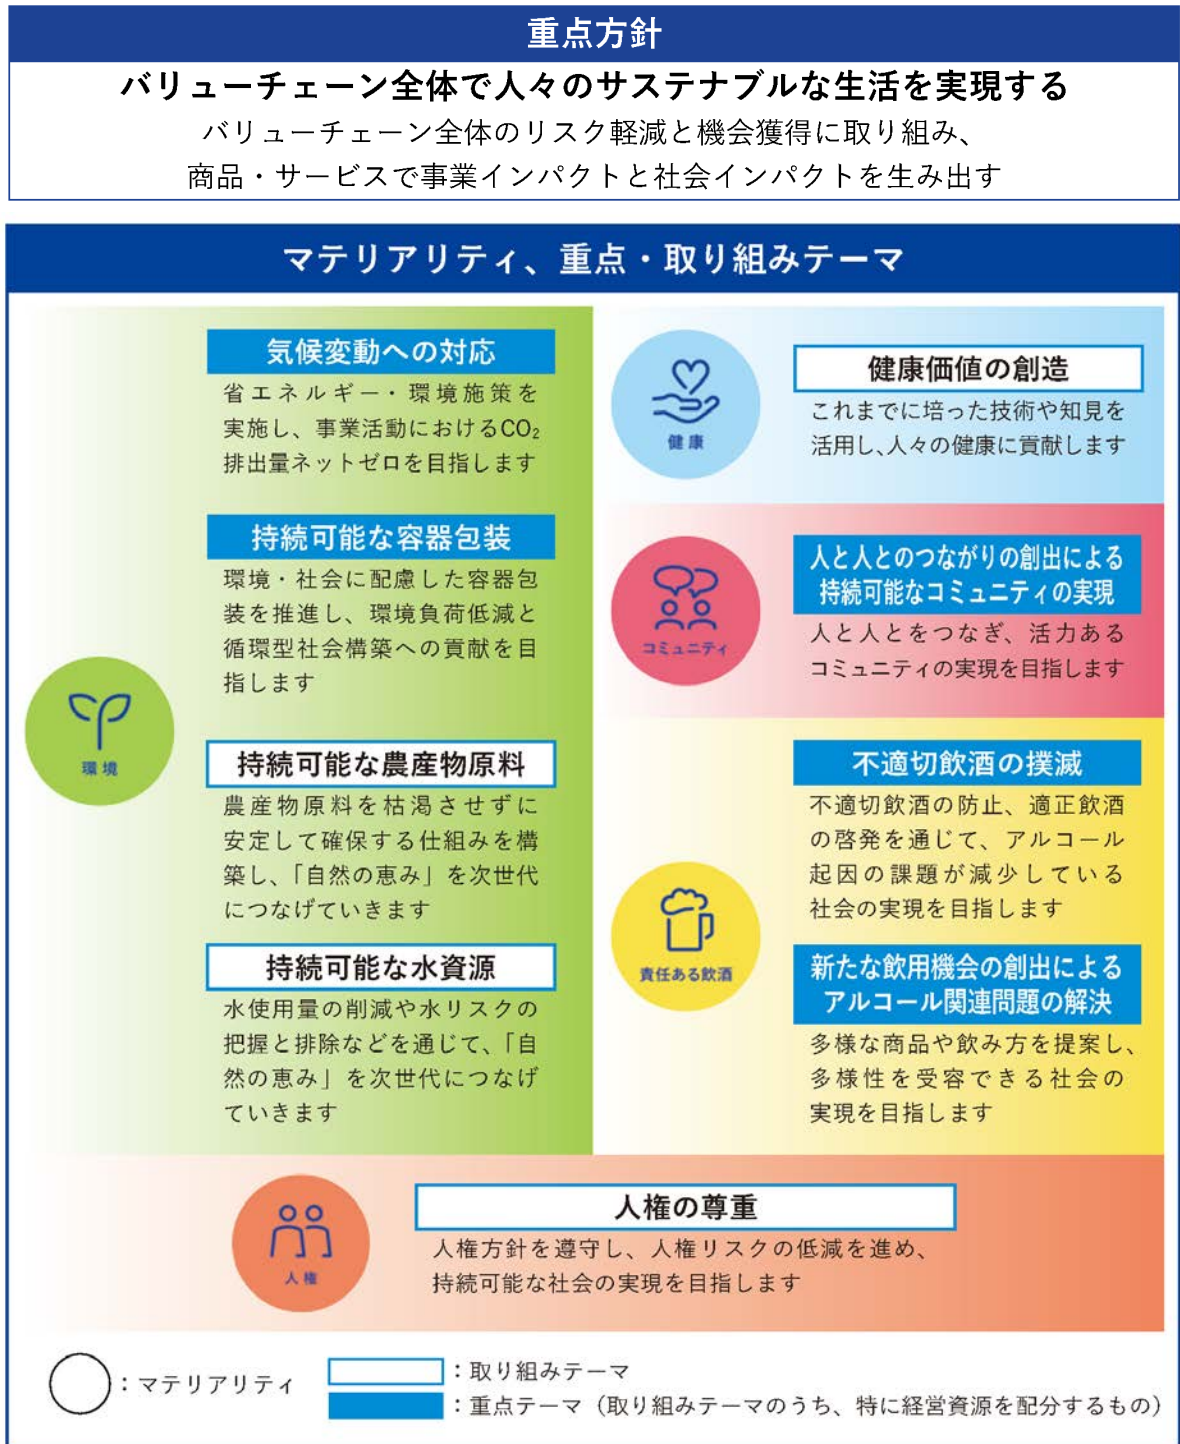 重点方針
バリューチェーン全体で人々のサステナブルな生活を実現する
バリューチェーン全体のリスク軽減と機会獲得に取り組み、
商品・サービスで事業インパクトと社会インパクトを生み出す
マテリアリティ、重点・取り組みテーマ
環境
気候変動への対応
省エネルギー・環境施策を
実施し、事業活動におけるCO₂
排出量ネットゼロを目指します
持続可能な容器包装
環境・社会に配慮した容器包
装を推進し、環境負荷低減と
循環型社会構築への貢献を目
指します
持続可能な農産物原料
農産物原料を枯渇させずに
安定して確保する仕組みを構
築し、「自然の恵み」を次世代
につなげていきます
持続可能な水資源
水使用量の削減や水リスクの
把握と排除などを通じて、「自
然の恵み」を次世代につなげ
ていきます
健康
健康価値の創造
これまでに培った技術や知見を
活用し、人々の健康に貢献します
コミュニティ
人と人とのつながりの創出による
持続可能なコミュニティの実現
人と人とをつなぎ、活力ある
コミュニティの実現を目指します
責任ある飲酒
不適切飲酒の撲滅
不適切飲酒の防止、適正飲酒
の啓発を通じて、アルコール
起因の課題が減少している
社会の実現を目指します
新たな飲用機会の創出による
アルコール関連問題の解決
多様な商品や飲み方を提案し、
多様性を受容できる社会の
実現を目指します
人権
人権の尊重
人権方針を遵守し、人権リスクの低減を進め、
持続可能な社会の実現を目指します
：マテリアリティ
：取り組みテーマ
：重点テーマ（取り組みテーマのうち、特に経営資源を配分するもの）